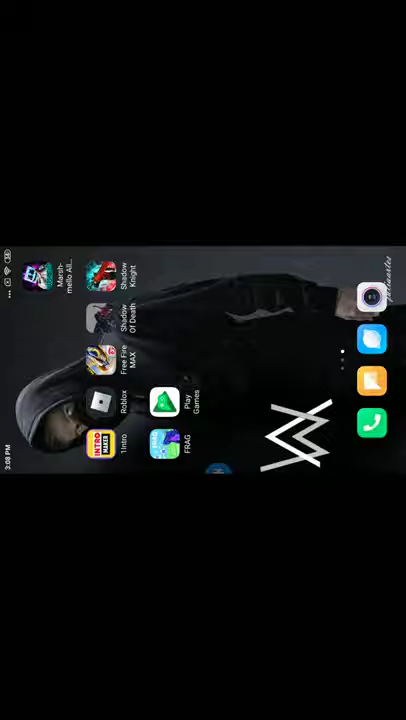 3:08 PM
58
Marsh-
mello All...
1Intro
Roblox
Free Fire
MAX
Shadow
Of Death
Shadow
Knight
FRAG
Play
Games
INTRO
MAKER